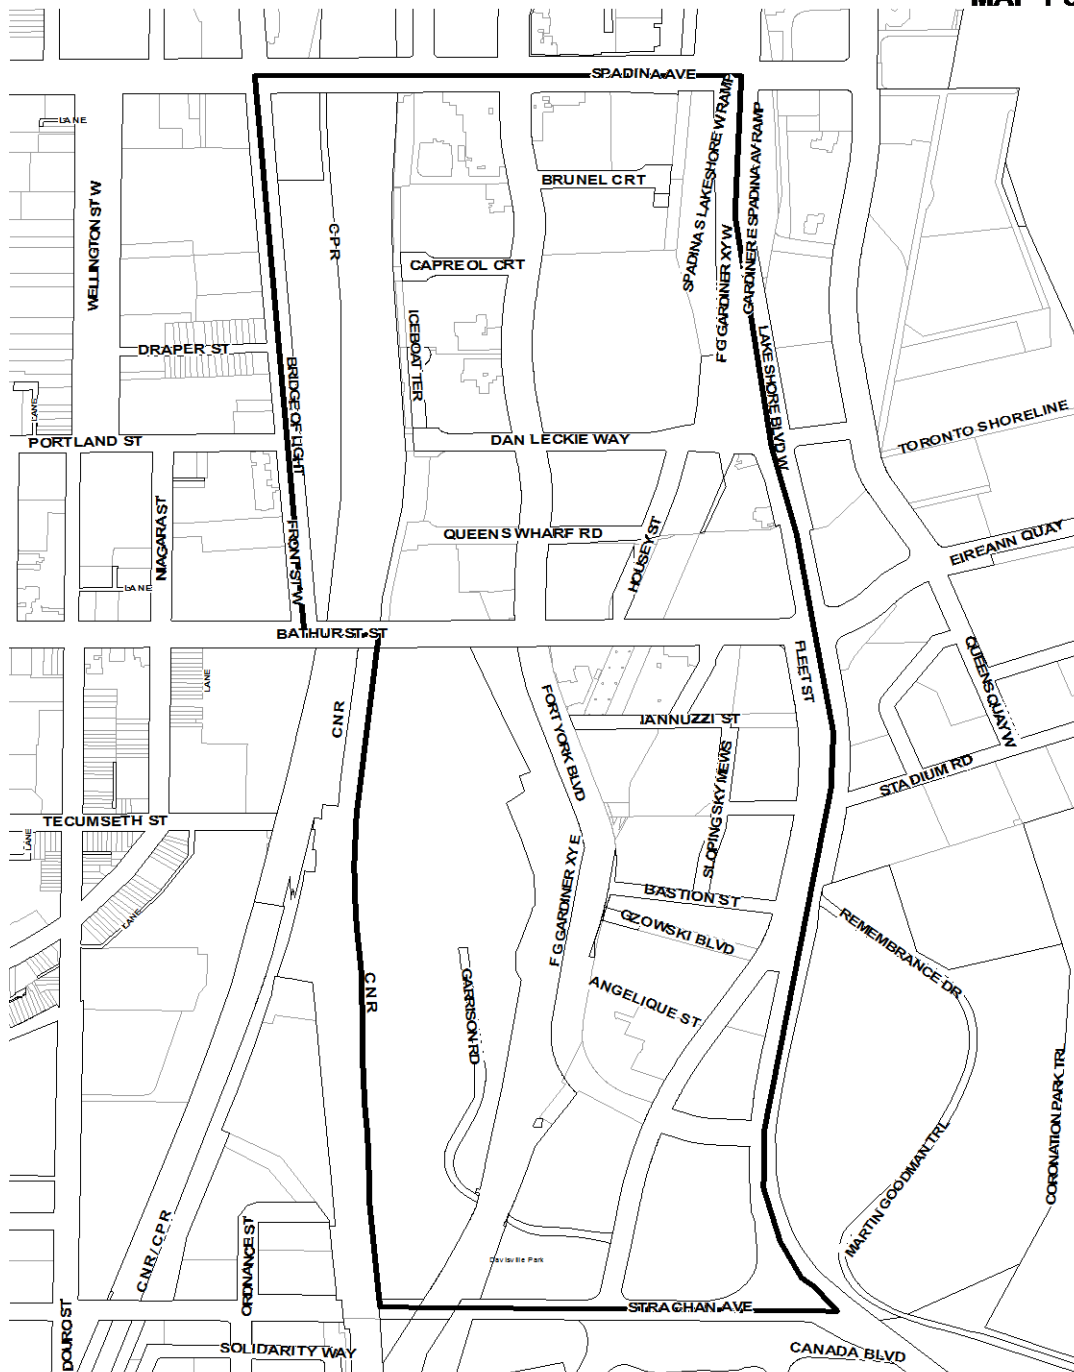 SPADINA AVE
LANE
WELLINGTON ST W
BRUNEL CRT
SPADINA S LAKESHORE W RAMP
GARDINER E SPADINA AV RAMP
F G GARDINER XY W
C P R
CAPREOL CRT
ICEBOAT TER
DRAPER ST
BRIDGE OF LIGHT
LAKE SHORE BLVD W
LANE
PORTLAND ST
DAN LECKIE WAY
TORONTO SHORELINE
NIAGARA ST
FRONT ST W
QUEENS WHARF RD
HOUSEY ST
EIREANN QUAY
LANE
BATHURST ST
FLEET ST
QUEENS QUAY W
LANE
CNR
FORT YORK BLVD
IANNUZZI ST
SLOPING SKY MEWS
STADIUM RD
TECUMSETH ST
LANE
F G GARDINER XY E
BASTION ST
GZOWSKI BLVD
LANE
REMEMBRANCE DR
CNR
GARRISON RD
ANGELIQUE ST
CORONATION PARK TRL
MARTIN GOODMAN TRL
CNR/CPR
ORDNANCE ST
Davisville Park
STRACHAN AVE
DOURO ST
SOLIDARITY WAY
CANADA BLVD